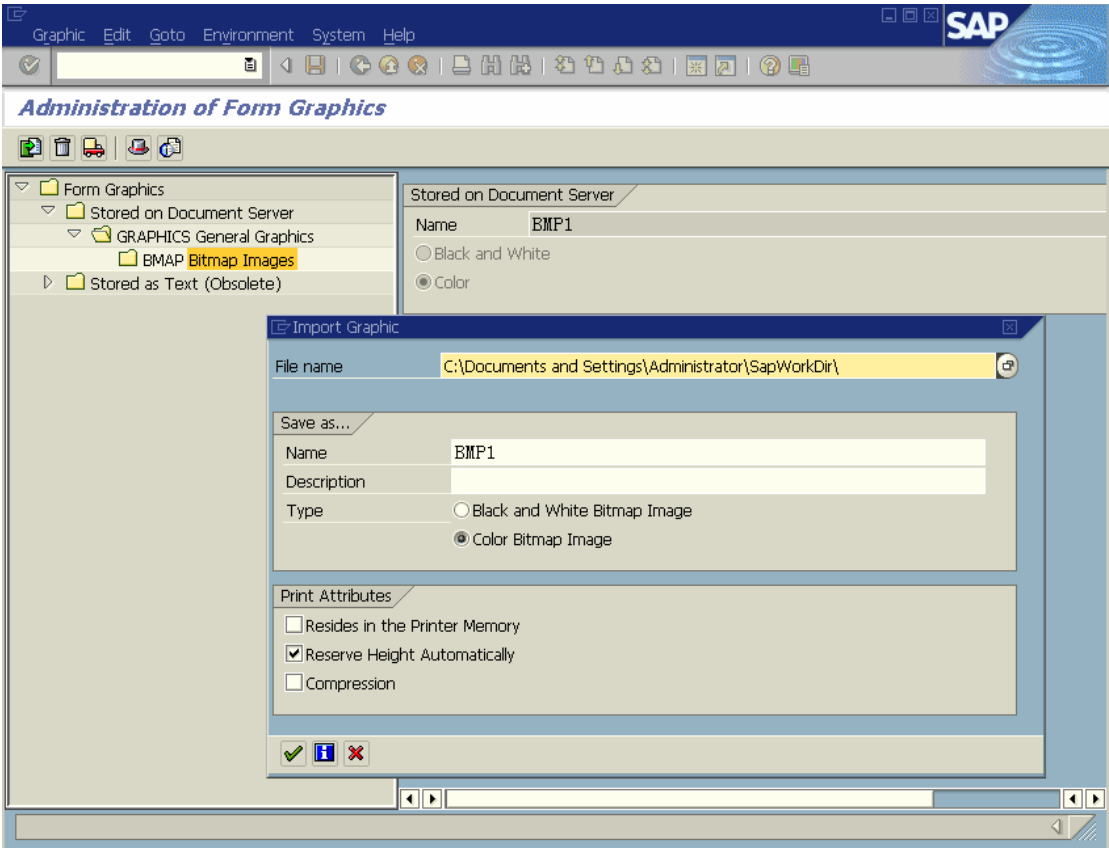 Graphic Edit Goto Environment System Help
SAP
Administration of Form Graphics
Form Graphics
Stored on Document Server
GRAPHICS General Graphics
BMAP Bitmap Images
Stored as Text (Obsolete)
Stored on Document Server
Name BMP1
Black and White
Color
Import Graphic
File name C:\Documents and Settings\Administrator\SapWorkDir\
Save as...
Name BMP1
Description
Type Black and White Bitmap Image
Color Bitmap Image
Print Attributes
Resides in the Printer Memory
Reserve Height Automatically
Compression